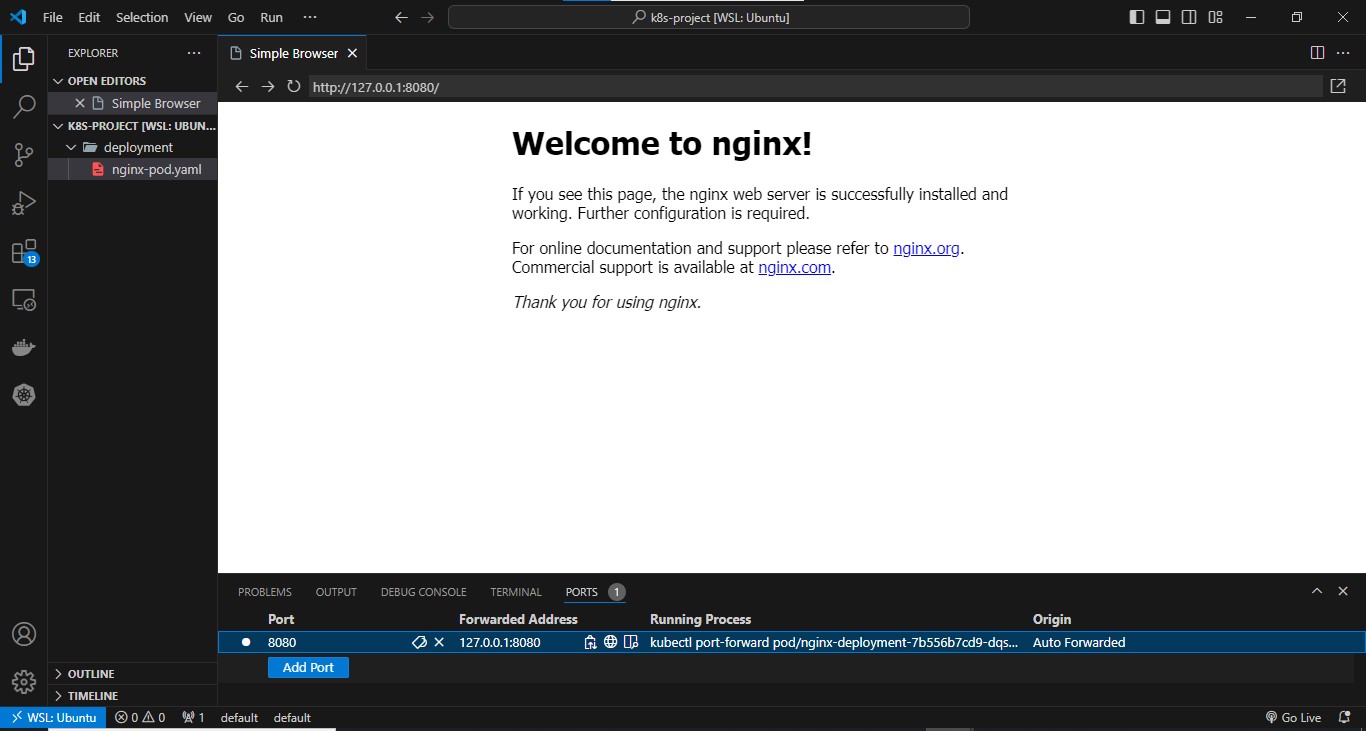 File Edit Selection View Go Run ···
k8s-project [WSL: Ubuntu]
EXPLORER
OPEN EDITORS
Simple Browser
K8S-PROJECT [WSL: UBUN...
deployment
nginx-pod.yaml
OUTLINE
TIMELINE
13
Simple Browser
http://127.0.0.1:8080/
Welcome to nginx!
If you see this page, the nginx web server is successfully installed and
working. Further configuration is required.
For online documentation and support please refer to nginx.org.
Commercial support is available at nginx.com.
Thank you for using nginx.
PROBLEMS OUTPUT DEBUG CONSOLE TERMINAL PORTS 1
Port Forwarded Address Running Process Origin
8080 127.0.0.1:8080 kubectl port-forward pod/nginx-deployment-7b556b7cd9-dqs... Auto Forwarded
Add Port
WSL: Ubuntu 0 0 1 default default Go Live